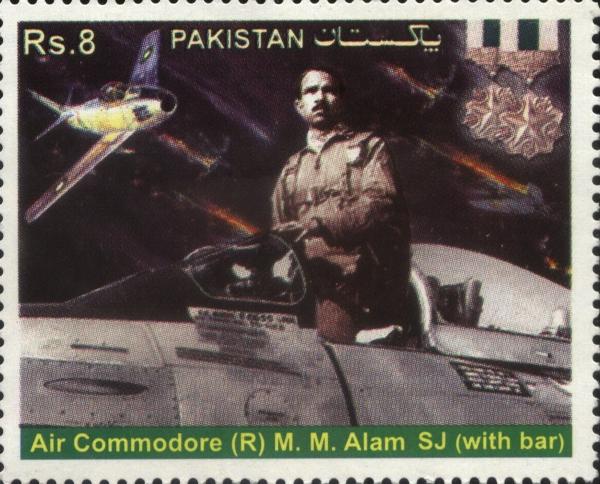 Rs.8 PAKISTAN پاکستان
Air Commodore (R) M. M. Alam SJ (with bar)